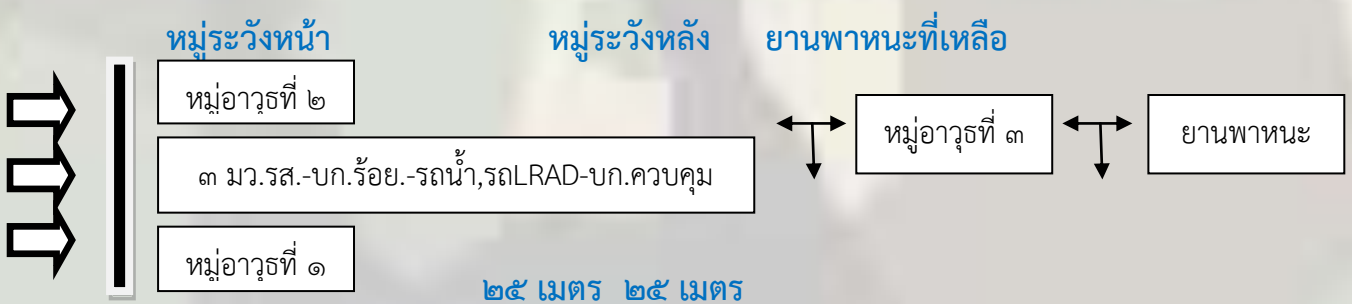 หมู่ระวังหน้า หมู่ระวังหลัง ยานพาหนะที่เหลือ
หมู่อาวุธที่ ๒
หมู่อาวุธที่ ๓ ยานพาหนะ
๓ มว.รส.-บก.ร้อย.-รถน้ำ,รถLRAD-บก.ควบคุม
หมู่อาวุธที่ ๑
๒๕ เมตร ๒๕ เมตร